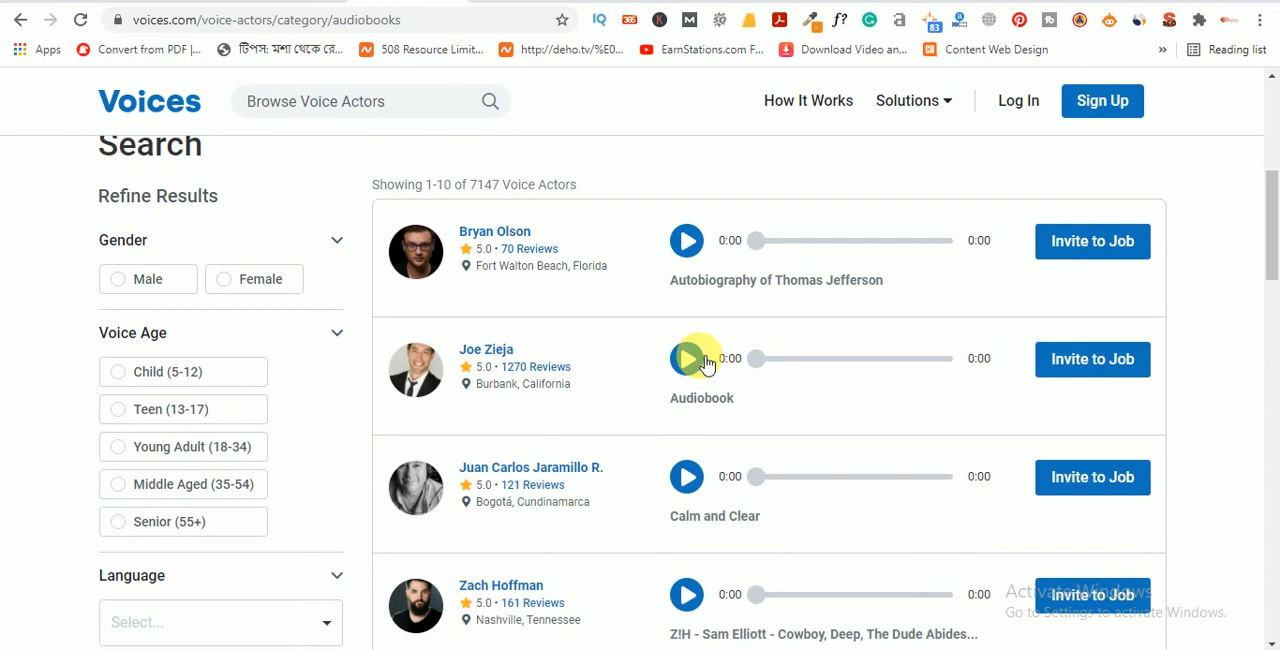 voices.com/voice-actors/category/audiobooks
83
Apps
Convert from PDF |...
টিপস: মশা থেকে রে...
508 Resource Limit...
http://deho.tv/%E0...
EarnStations.com F...
Download Video an...
Content Web Design
»
Reading list
Voices
Browse Voice Actors
How It Works
Solutions
Log In
Sign Up
Search
Refine Results
Gender
Male
Female
Voice Age
Child (5-12)
Teen (13-17)
Young Adult (18-34)
Middle Aged (35-54)
Senior (55+)
Language
Select...
Showing 1-10 of 7147 Voice Actors
Bryan Olson
5.0 • 70 Reviews
Fort Walton Beach, Florida
0:00
0:00
Autobiography of Thomas Jefferson
Invite to Job
Joe Zieja
5.0 • 1270 Reviews
Burbank, California
0:00
0:00
Audiobook
Invite to Job
Juan Carlos Jaramillo R.
5.0 • 121 Reviews
Bogotá, Cundinamarca
0:00
0:00
Calm and Clear
Invite to Job
Zach Hoffman
5.0 • 161 Reviews
Nashville, Tennessee
0:00
0:00
Z!H - Sam Elliott - Cowboy, Deep, The Dude Abides...
Invite to Job
Activate Windows
Go to Settings to activate Windows.